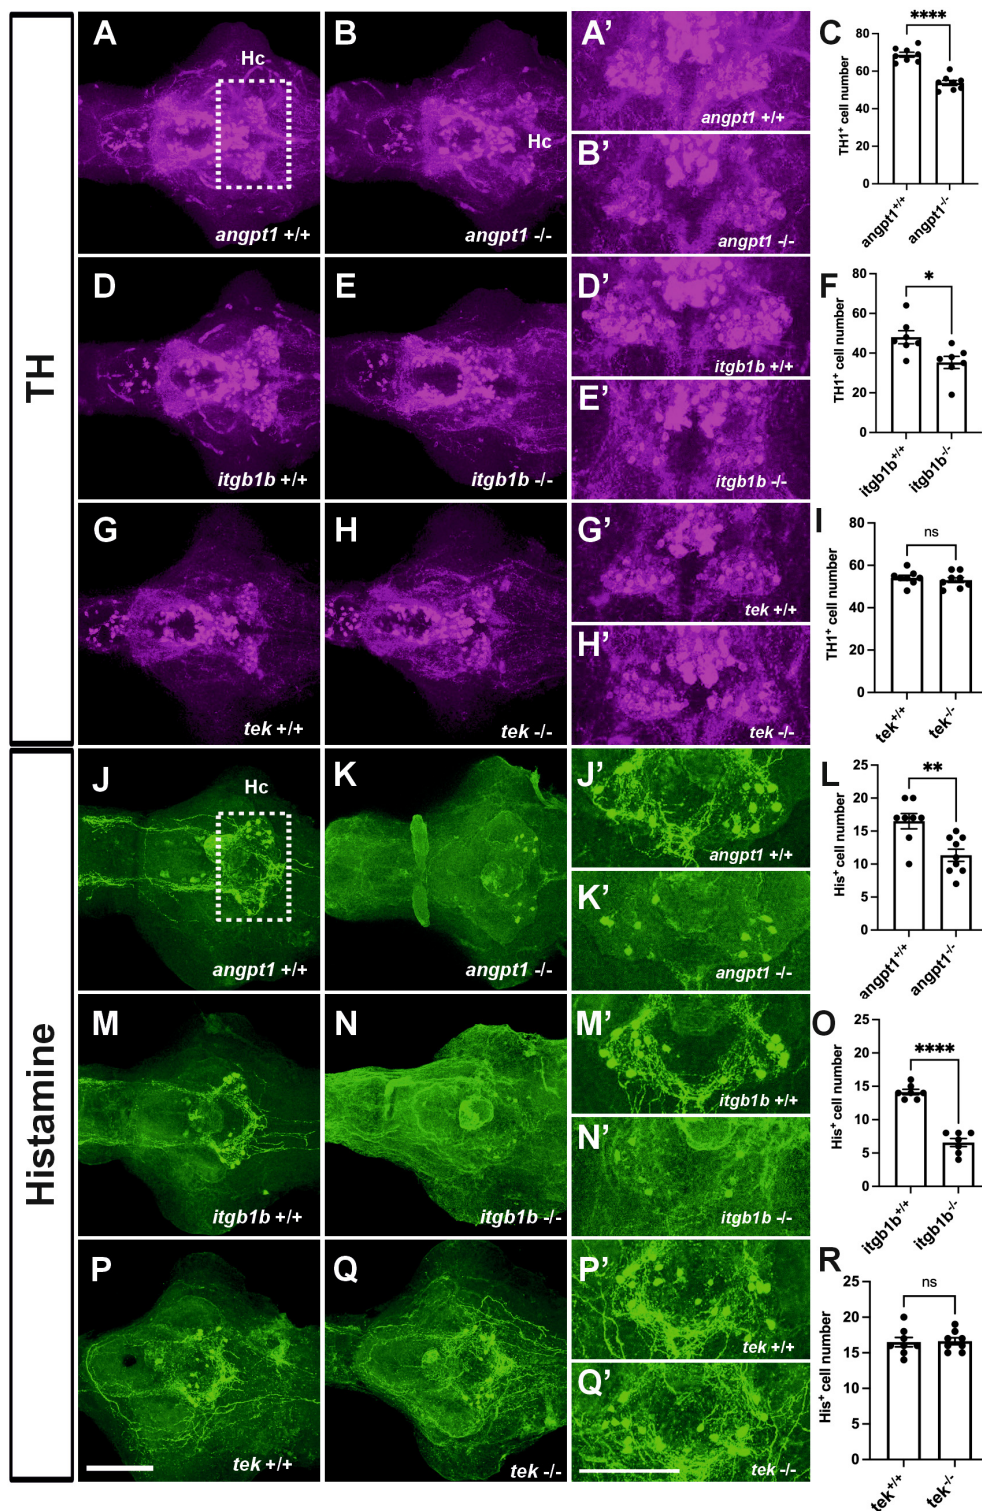 TH
A
Hc
angpt1 +/+
B
Hc
angpt1 -/-
A’
angpt1 +/+
B’
angpt1 -/-
C
****
80
60
40
20
0
TH1⁺ cell number
angpt1⁺/⁺
angpt1⁻/⁻
D
itgb1b +/+
E
itgb1b -/-
D’
itgb1b +/+
E’
itgb1b -/-
F
*
80
60
40
20
0
TH1⁺ cell number
itgb1b⁺/⁺
itgb1b⁻/⁻
G
tek +/+
H
tek -/-
G’
tek +/+
H’
tek -/-
I
ns
80
60
40
20
0
TH1⁺ cell number
tek⁺/⁺
tek⁻/⁻
Histamine
J
Hc
angpt1 +/+
K
angpt1 -/-
J’
angpt1 +/+
K’
angpt1 -/-
L
**
25
20
15
10
5
0
His⁺ cell number
angpt1⁺/⁺
angpt1⁻/⁻
M
itgb1b +/+
N
itgb1b -/-
M’
itgb1b +/+
N’
itgb1b -/-
O
****
25
20
15
10
5
0
His⁺ cell number
itgb1b⁺/⁺
itgb1b⁻/⁻
P
tek +/+
Q
tek -/-
P’
tek +/+
Q’
tek -/-
R
ns
25
20
15
10
5
0
His⁺ cell number
tek⁺/⁺
tek⁻/⁻